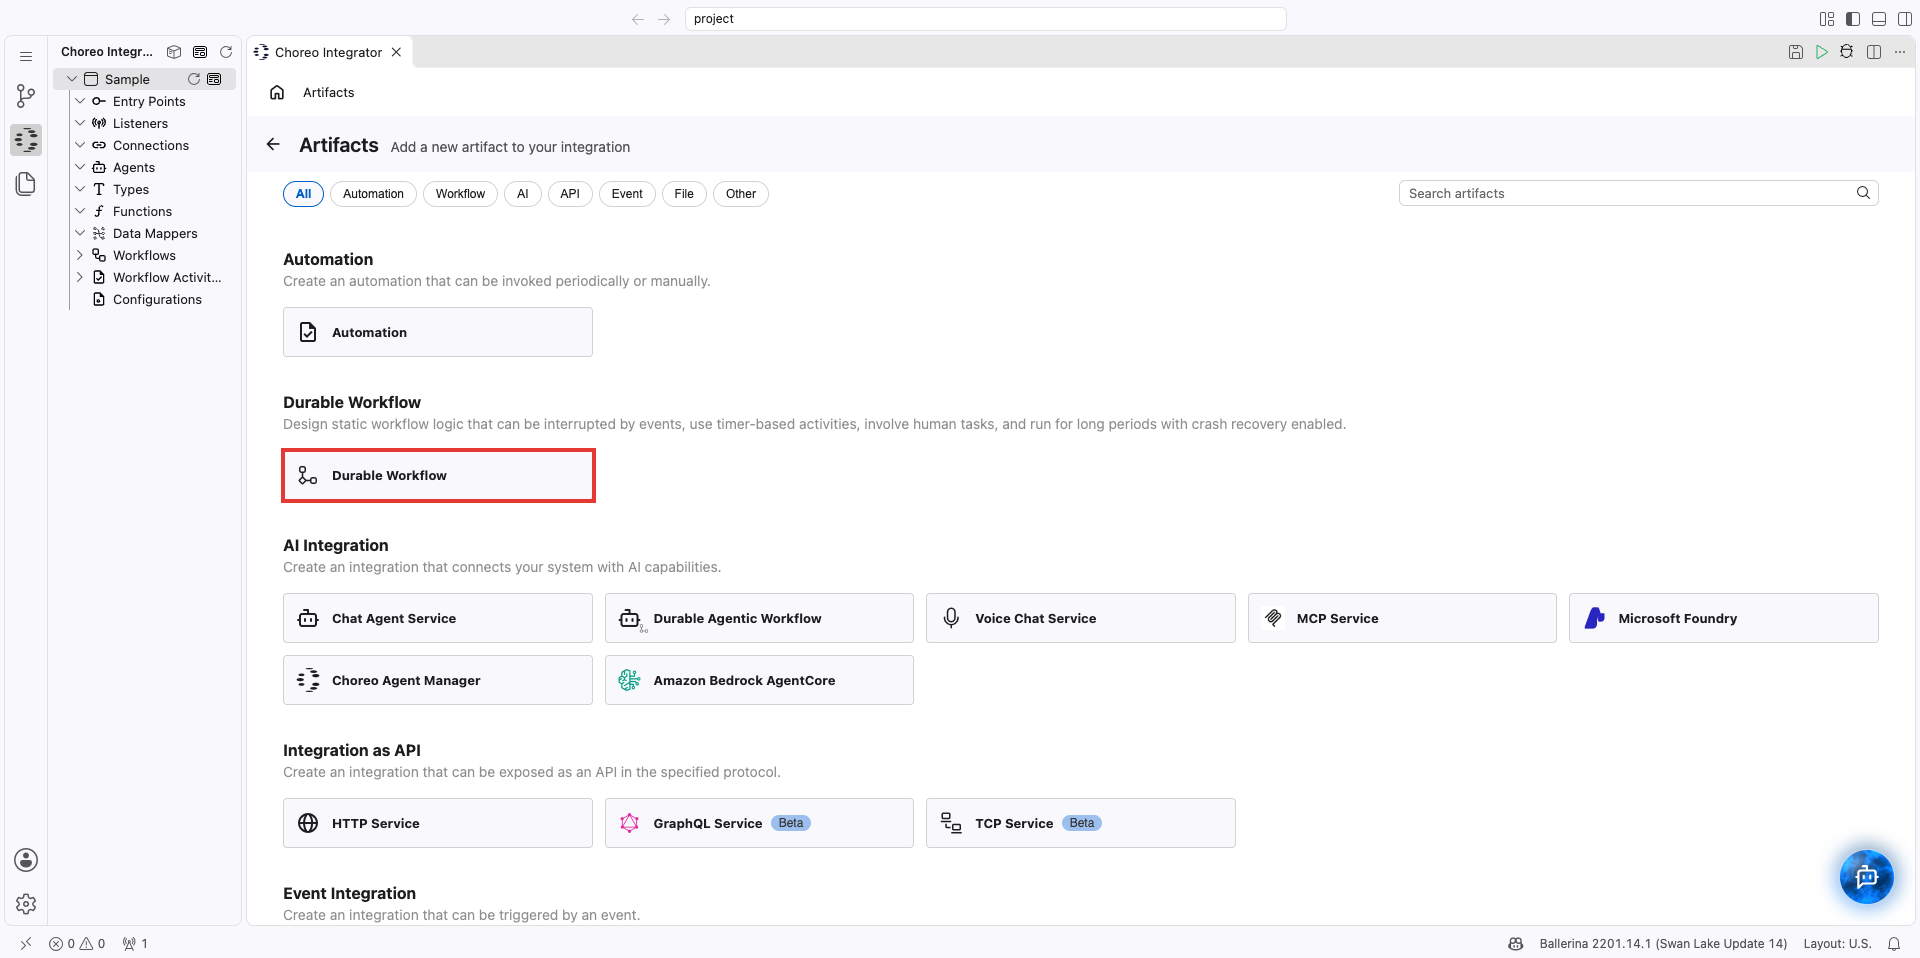 project
Choreo Integr...
Choreo Integrator
Sample
Entry Points
Listeners
Connections
Agents
Types
Functions
Data Mappers
Workflows
Workflow Activit...
Configurations
Artifacts
Artifacts Add a new artifact to your integration
All Automation Workflow AI API Event File Other
Search artifacts
Automation
Create an automation that can be invoked periodically or manually.
Automation
Durable Workflow
Design static workflow logic that can be interrupted by events, use timer-based activities, involve human tasks, and run for long periods with crash recovery enabled.
Durable Workflow
AI Integration
Create an integration that connects your system with AI capabilities.
Chat Agent Service
Durable Agentic Workflow
Voice Chat Service
MCP Service
Microsoft Foundry
Choreo Agent Manager
Amazon Bedrock AgentCore
Integration as API
Create an integration that can be exposed as an API in the specified protocol.
HTTP Service
GraphQL Service Beta
TCP Service Beta
Event Integration
Create an integration that can be triggered by an event.
0 0 1
Ballerina 2201.14.1 (Swan Lake Update 14) Layout: U.S.